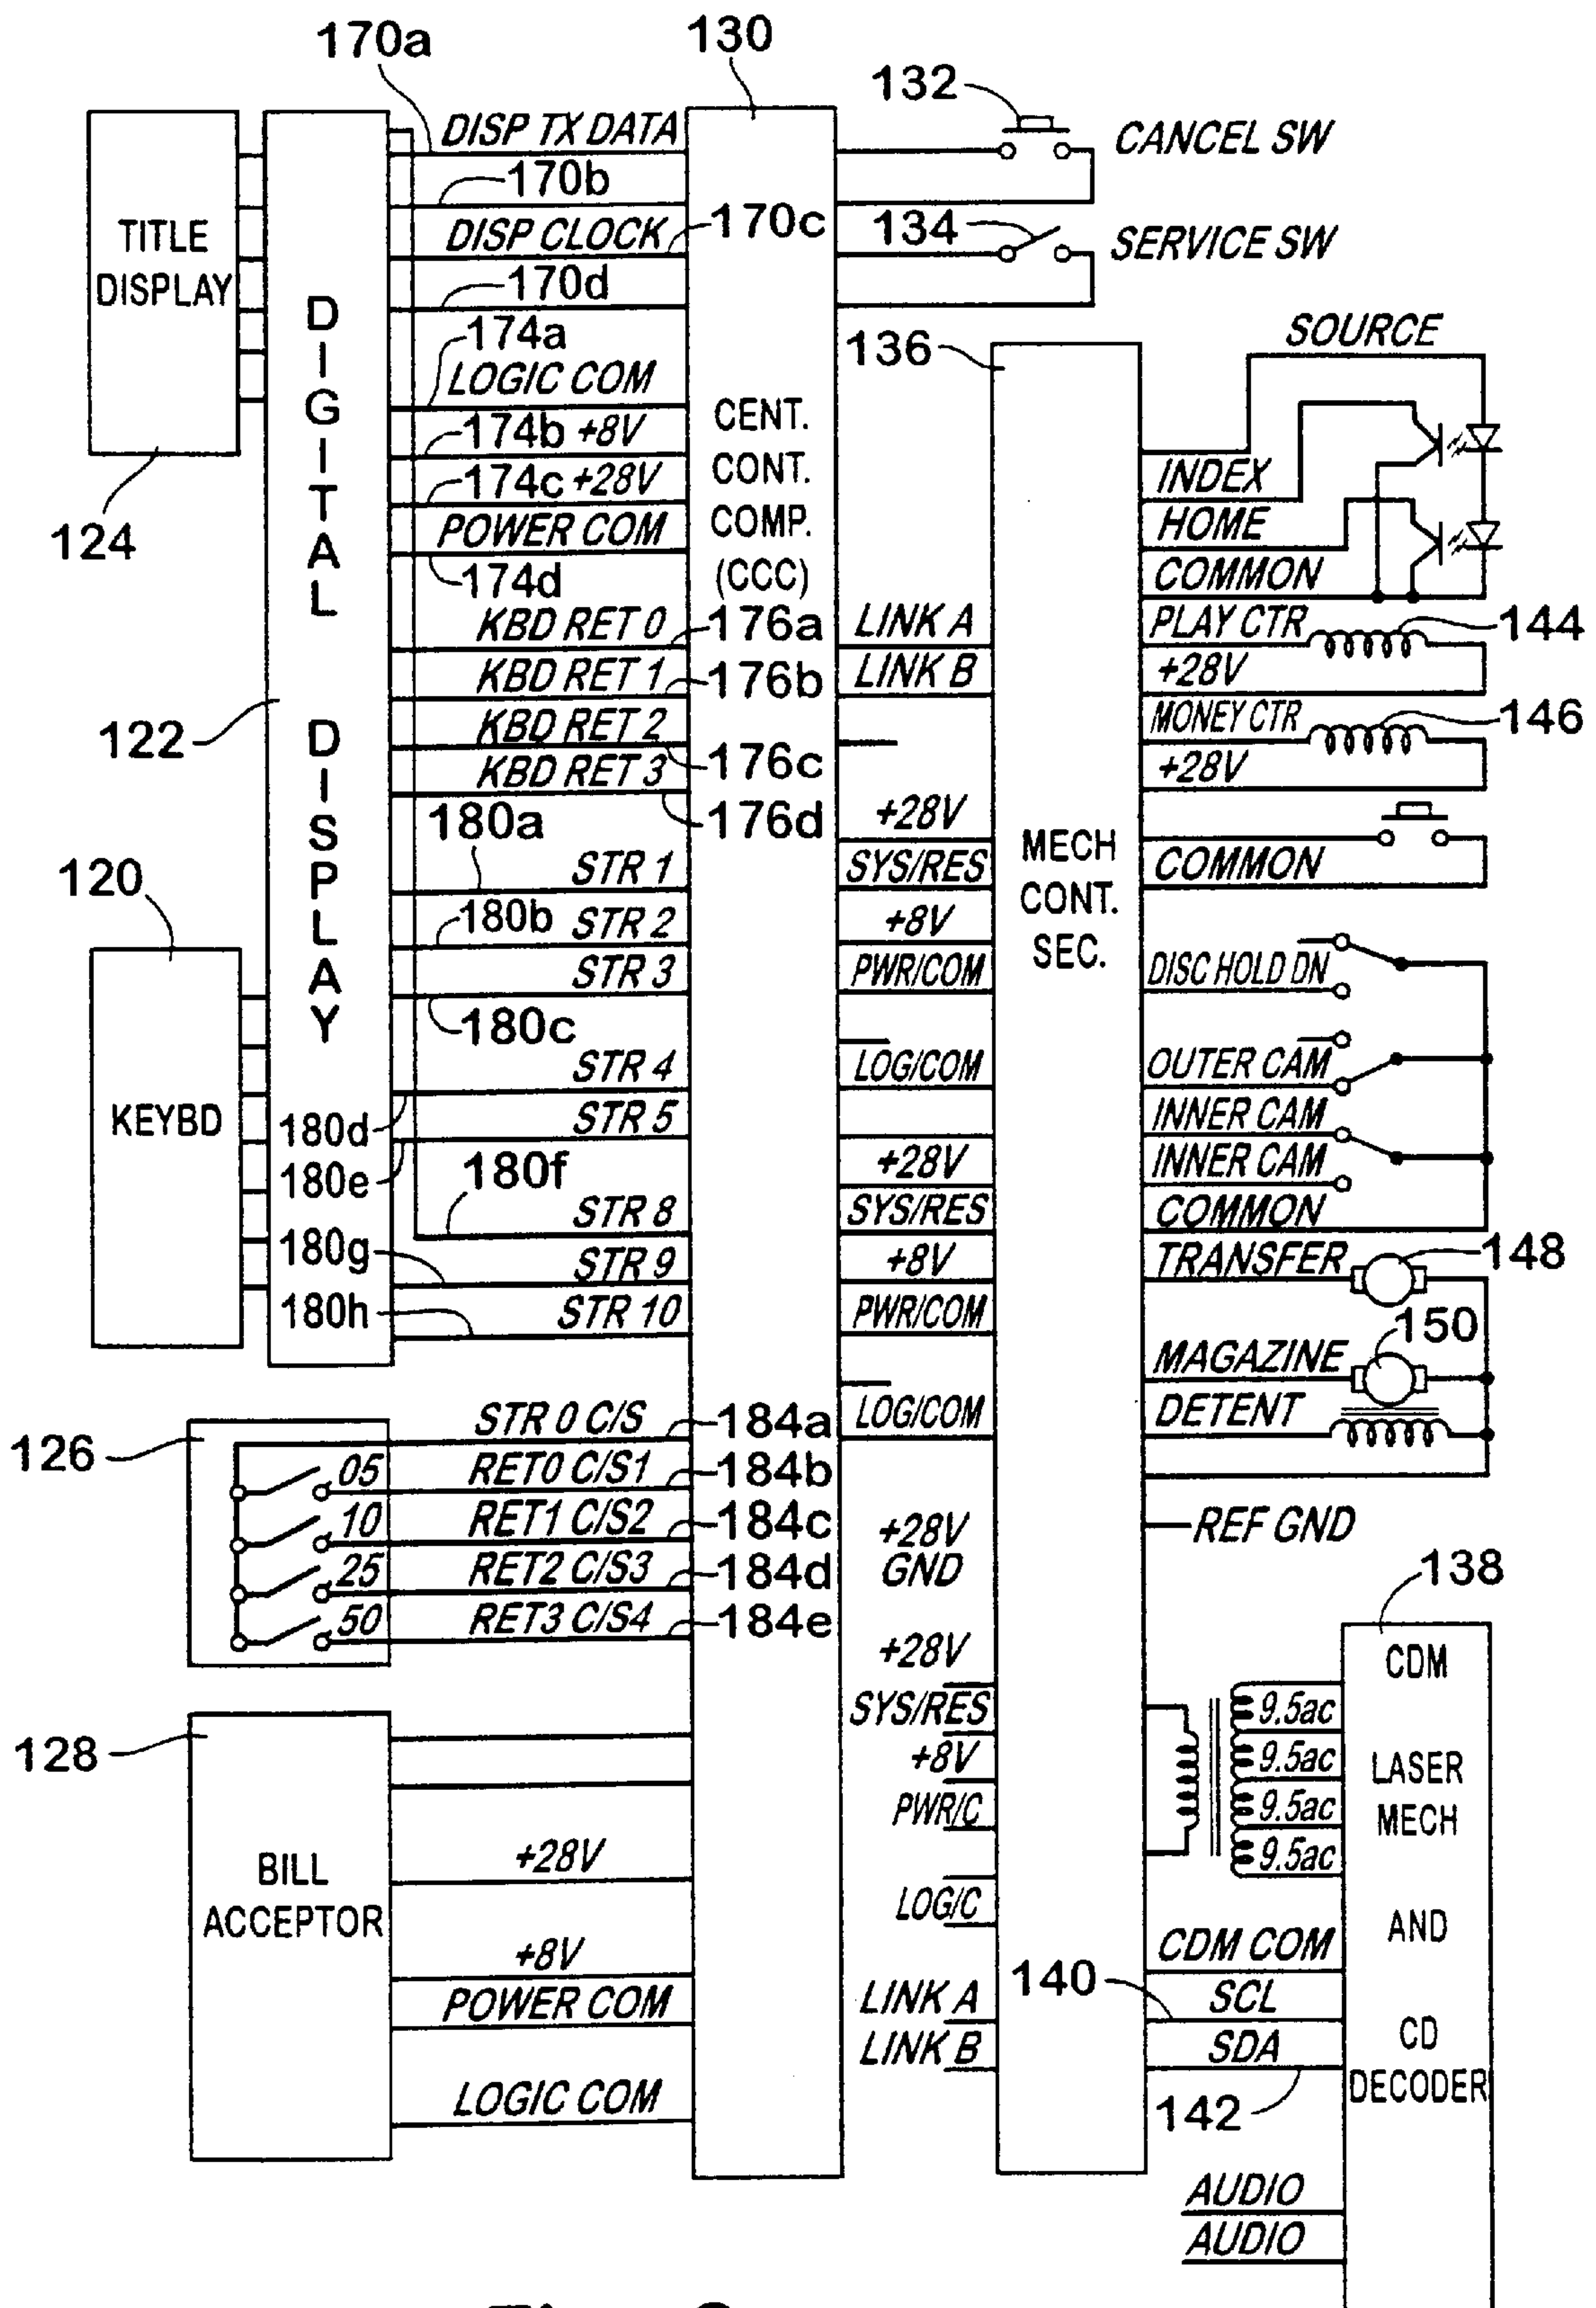 170a
130
132
DISP TX DATA
CANCEL SW
170b
TITLE
DISPLAY
DISP CLOCK
170c
134
SERVICE SW
170d
174a
LOGIC COM
136
SOURCE
DIGITAL DISPLAY
CENT.
CONT.
COMP.
(CCC)
174b +8V
174c +28V
INDEX
124
POWER COM
HOME
174d
COMMON
KBD RET 0
176a
LINK A
PLAY CTR
144
KBD RET 1
176b
LINK B
+28V
122
KBD RET 2
176c
MONEY CTR
146
KBD RET 3
176d
+28V
180a
+28V
120
STR 1
SYS/RES
MECH
CONT.
SEC.
COMMON
180b
STR 2
+8V
STR 3
PWR/COM
DISC HOLD DN
180c
STR 4
LOG/COM
OUTER CAM
KEYBD
180d
STR 5
INNER CAM
180e
180f
+28V
INNER CAM
STR 8
SYS/RES
COMMON
180g
STR 9
+8V
TRANSFER
148
180h
STR 10
PWR/COM
150
MAGAZINE
126
STR 0 C/S
184a
LOG/COM
DETENT
.05
RET0 C/S1
184b
.10
RET1 C/S2
184c
+28V
GND
REF GND
.25
RET2 C/S3
184d
138
.50
RET3 C/S4
184e
+28V
CDM
SYS/RES
9.5ac
128
+8V
9.5ac
LASER
MECH
PWR/C
9.5ac
BILL
ACCEPTOR
+28V
9.5ac
LOG/C
AND
+8V
CDM COM
POWER COM
LINK A
140
SCL
LINK B
SDA
CD
DECODER
LOGIC COM
142
AUDIO
AUDIO